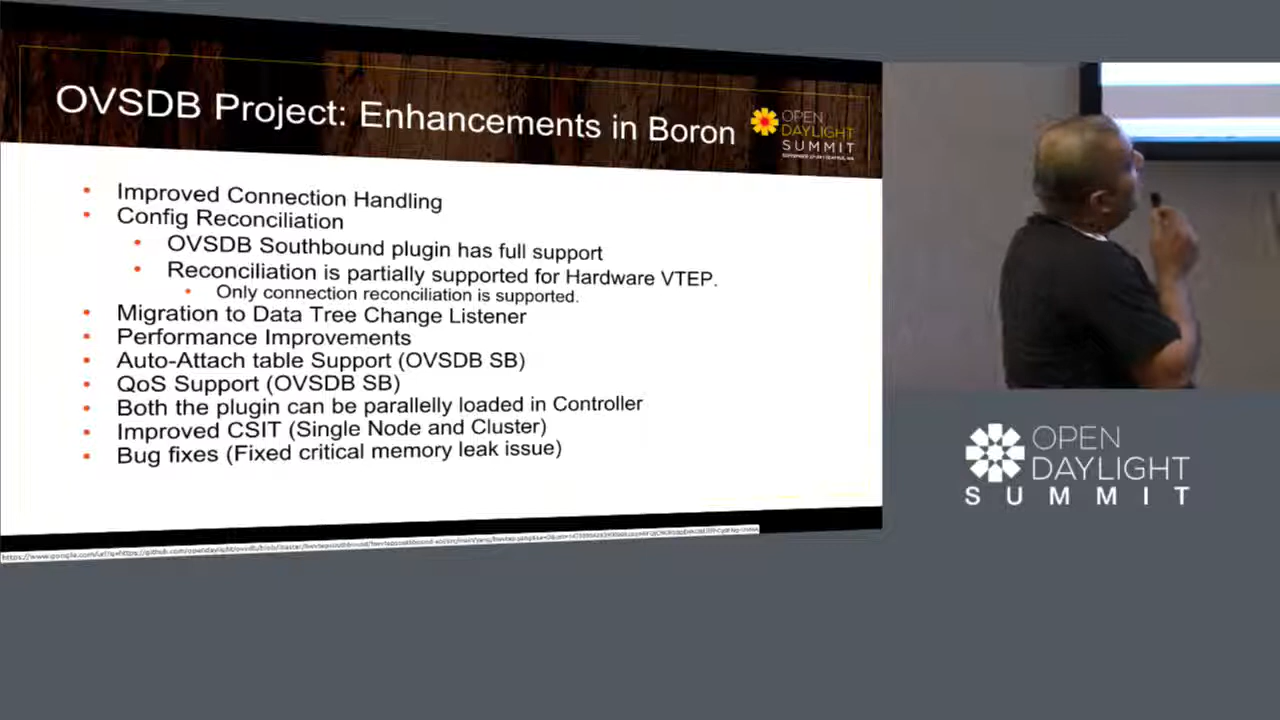 OVSDB Project: Enhancements in Boron
OPEN
DAYLIGHT
SUMMIT
• Improved Connection Handling
• Config Reconciliation
• OVSDB Southbound plugin has full support
• Reconciliation is partially supported for Hardware VTEP.
• Only connection reconciliation is supported.
• Migration to Data Tree Change Listener
• Performance Improvements
• Auto-Attach table Support (OVSDB SB)
• QoS Support (OVSDB SB)
• Both the plugin can be parallelly loaded in Controller
• Improved CSIT (Single Node and Cluster)
• Bug fixes (Fixed critical memory leak issue)
OPEN
DAYLIGHT
SUMMIT